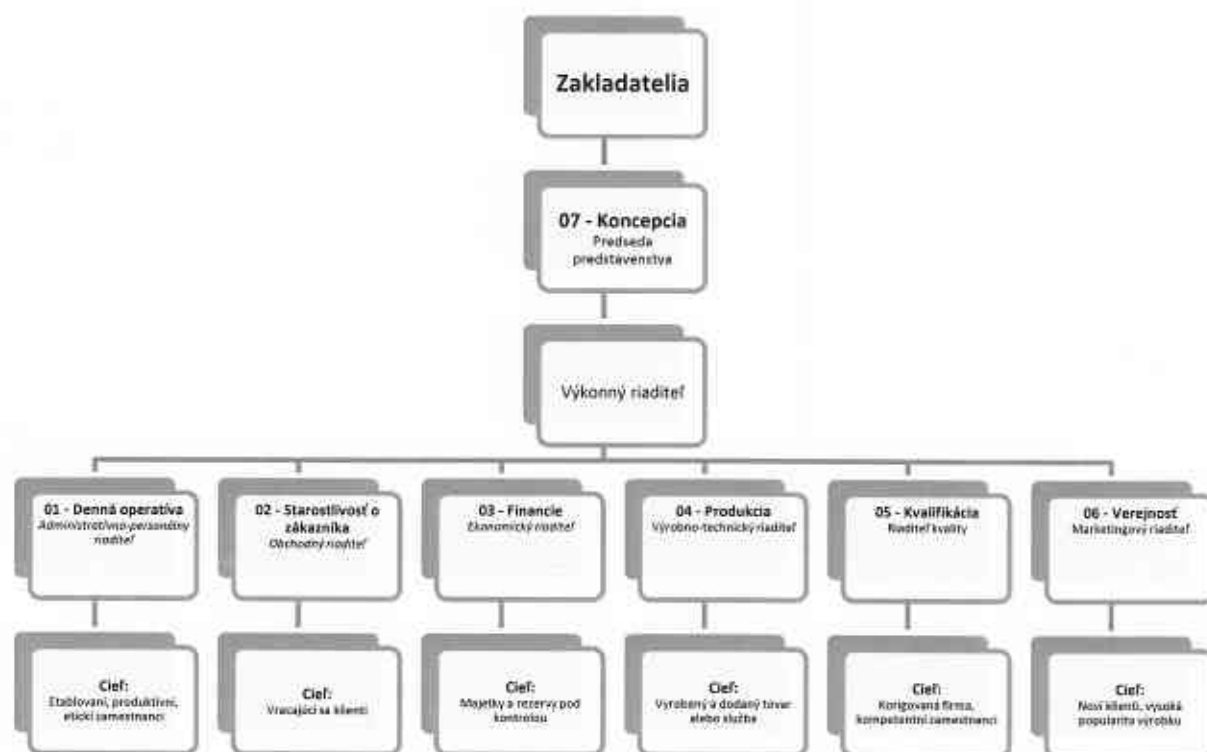 Zakladatelia
07 - Koncepcia
Predseda
predstavenstva
Výkonný riaditeľ
01 - Denná operatíva
Administratívno-personálny
riaditeľ
02 - Starostlivosť o
zákazníka
Obchodný riaditeľ
03 - Financie
Ekonomický riaditeľ
04 - Produkcia
Výrobno-technický riaditeľ
05 - Kvalifikácia
Riaditeľ kvality
06 - Verejnosť
Marketingový riaditeľ
Cieľ:
Etablovaní, produktívni,
etickí zamestnanci
Cieľ:
Vracajúci sa klienti
Cieľ:
Majetky a rezervy pod
kontrolou
Cieľ:
Vyrobený a dodaný tovar
alebo služba
Cieľ:
Korigovaná firma,
kompetentní zamestnanci
Cieľ:
Noví klienti, vysoká
popularita výrobku